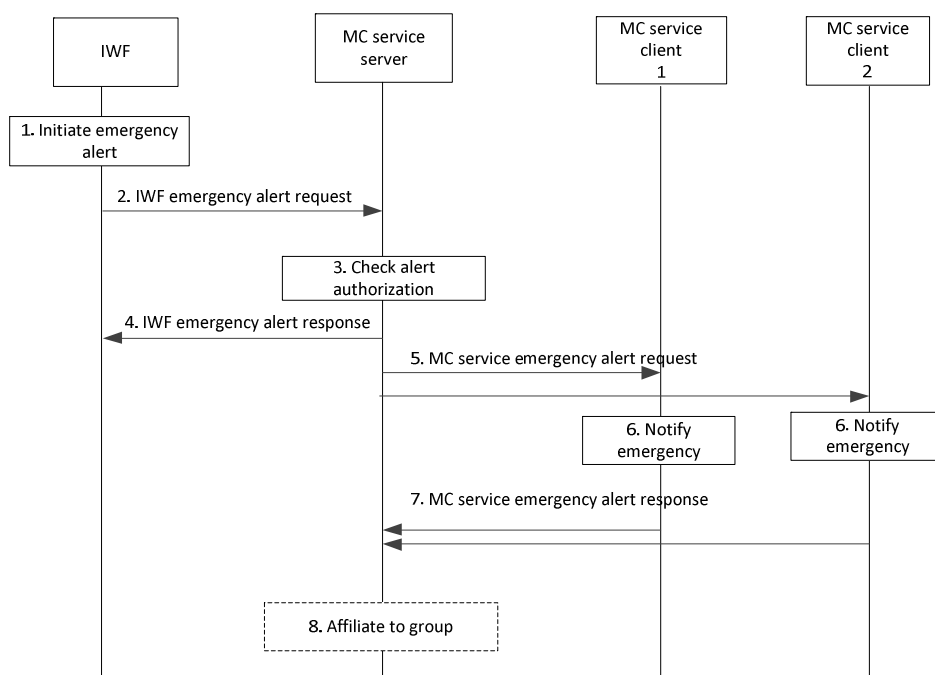 IWF
MC service
server
MC service
client
1
MC service
client
2
1. Initiate emergency
alert
2. IWF emergency alert request
3. Check alert
authorization
4. IWF emergency alert response
5. MC service emergency alert request
6. Notify
emergency
6. Notify
emergency
7. MC service emergency alert response
8. Affiliate to group